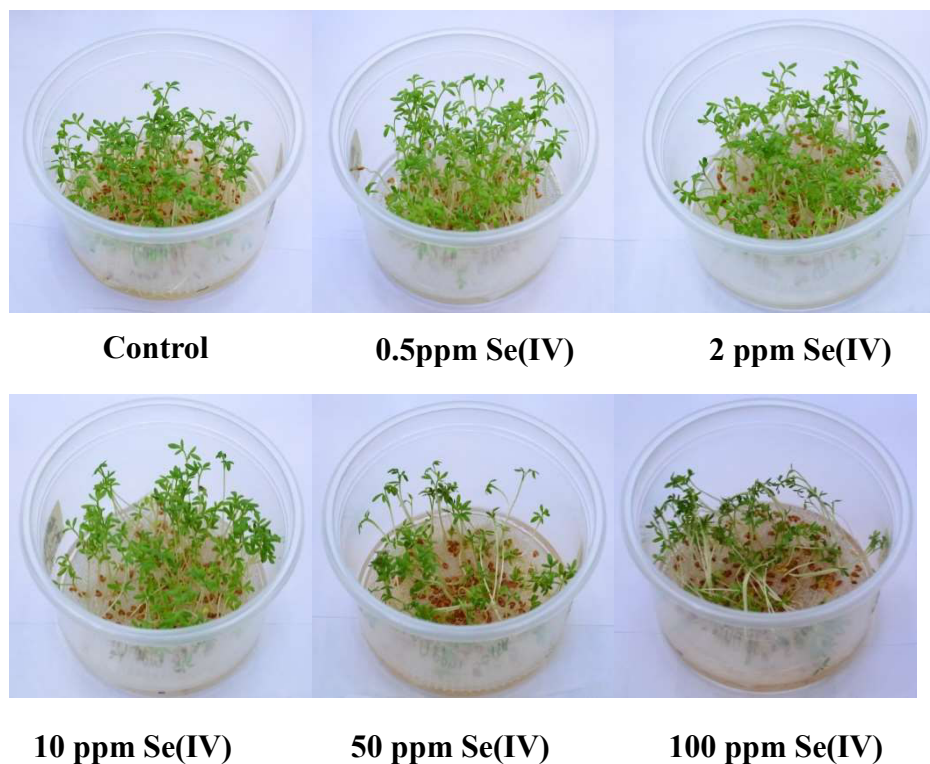 Control
0.5ppm Se(IV)
2 ppm Se(IV)
10 ppm Se(IV)
50 ppm Se(IV)
100 ppm Se(IV)